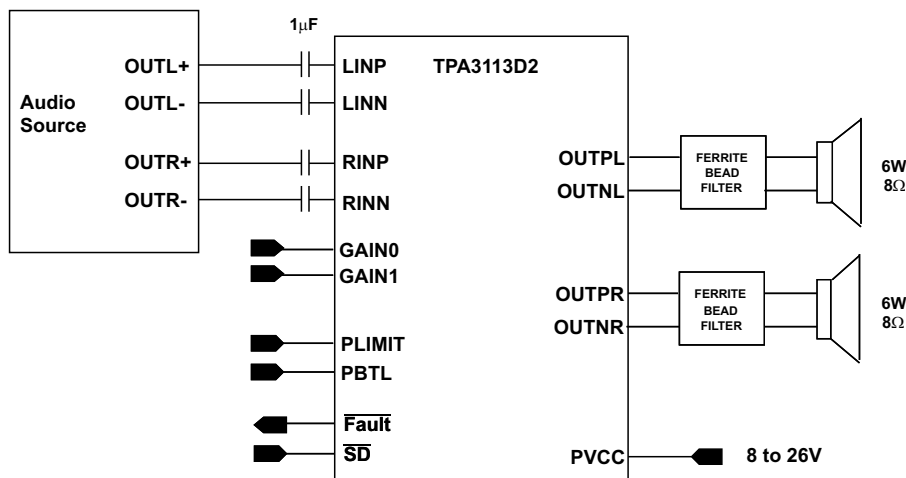 1μF
TPA3113D2
Audio
Source
OUTL+
OUTL-
OUTR+
OUTR-
LINP
LINN
RINP
RINN
GAIN0
GAIN1
PLIMIT
PBTL
Fault
SD
OUTPL
OUTNL
FERRITE
BEAD
FILTER
6W
8Ω
OUTPR
OUTNR
FERRITE
BEAD
FILTER
6W
8Ω
PVCC
8 to 26V